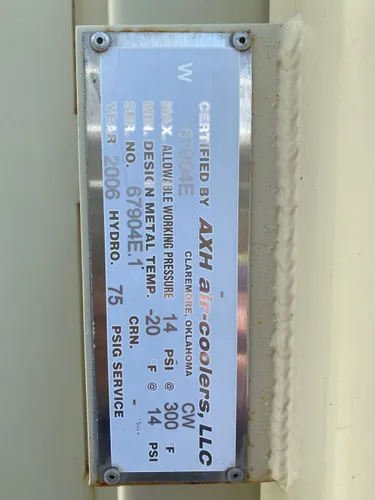 CERTIFIED BY AXH air-coolers, LLC
CLAREMORE, OKLAHOMA
W 67904E - CW
MAX. ALLOWABLE WORKING PRESSURE 14 PSI @ 300 °F
MIN. DESIGN METAL TEMP. -20 °F @ 14 PSI
SER. NO. 67904E.1 CRN. -
YEAR 2006 HYDRO. 75 PSIG SERVICE